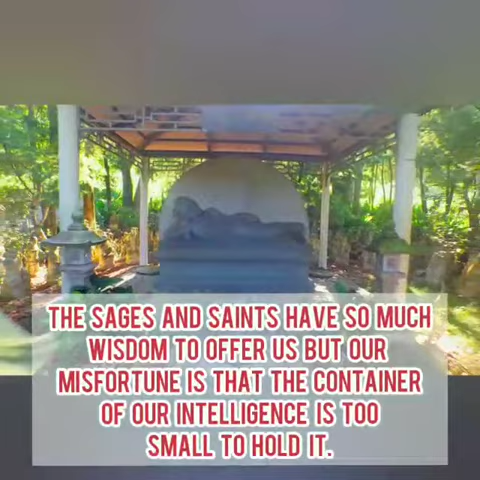 THE SAGES AND SAINTS HAVE SO MUCH
WISDOM TO OFFER US BUT OUR
MISFORTUNE IS THAT THE CONTAINER
OF OUR INTELLIGENCE IS TOO
SMALL TO HOLD IT.